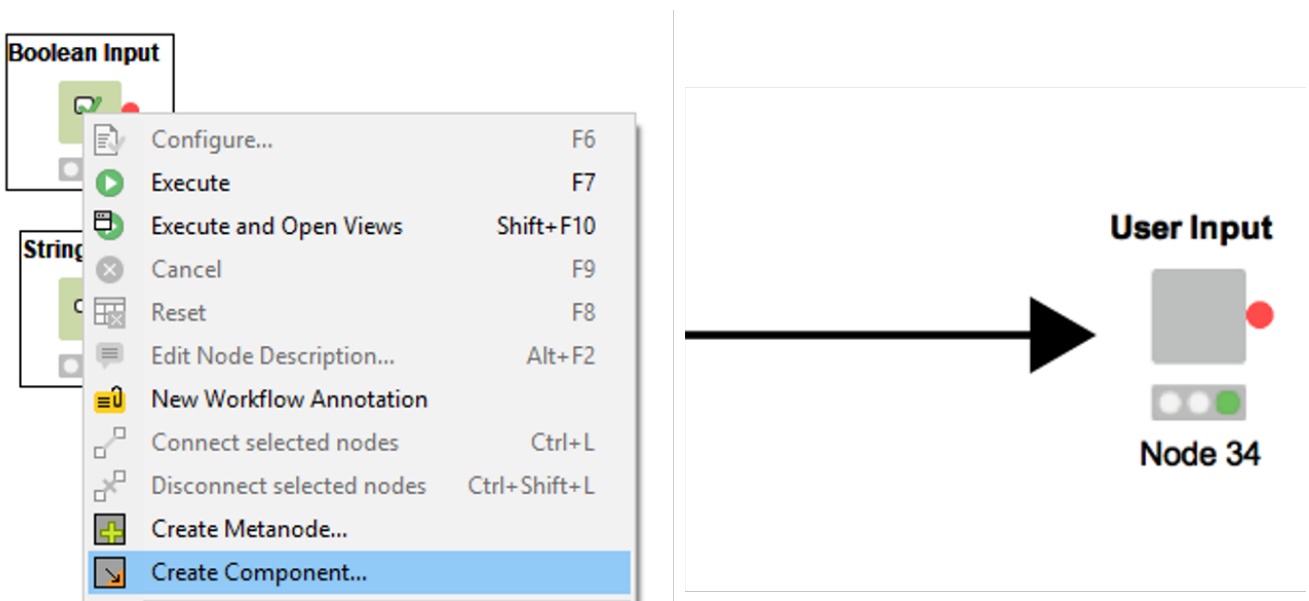 Boolean Input
String
Configure... F6
Execute F7
Execute and Open Views Shift+F10
Cancel F9
Reset F8
Edit Node Description... Alt+F2
New Workflow Annotation
Connect selected nodes Ctrl+L
Disconnect selected nodes Ctrl+Shift+L
Create Metanode...
Create Component...
User Input
Node 34